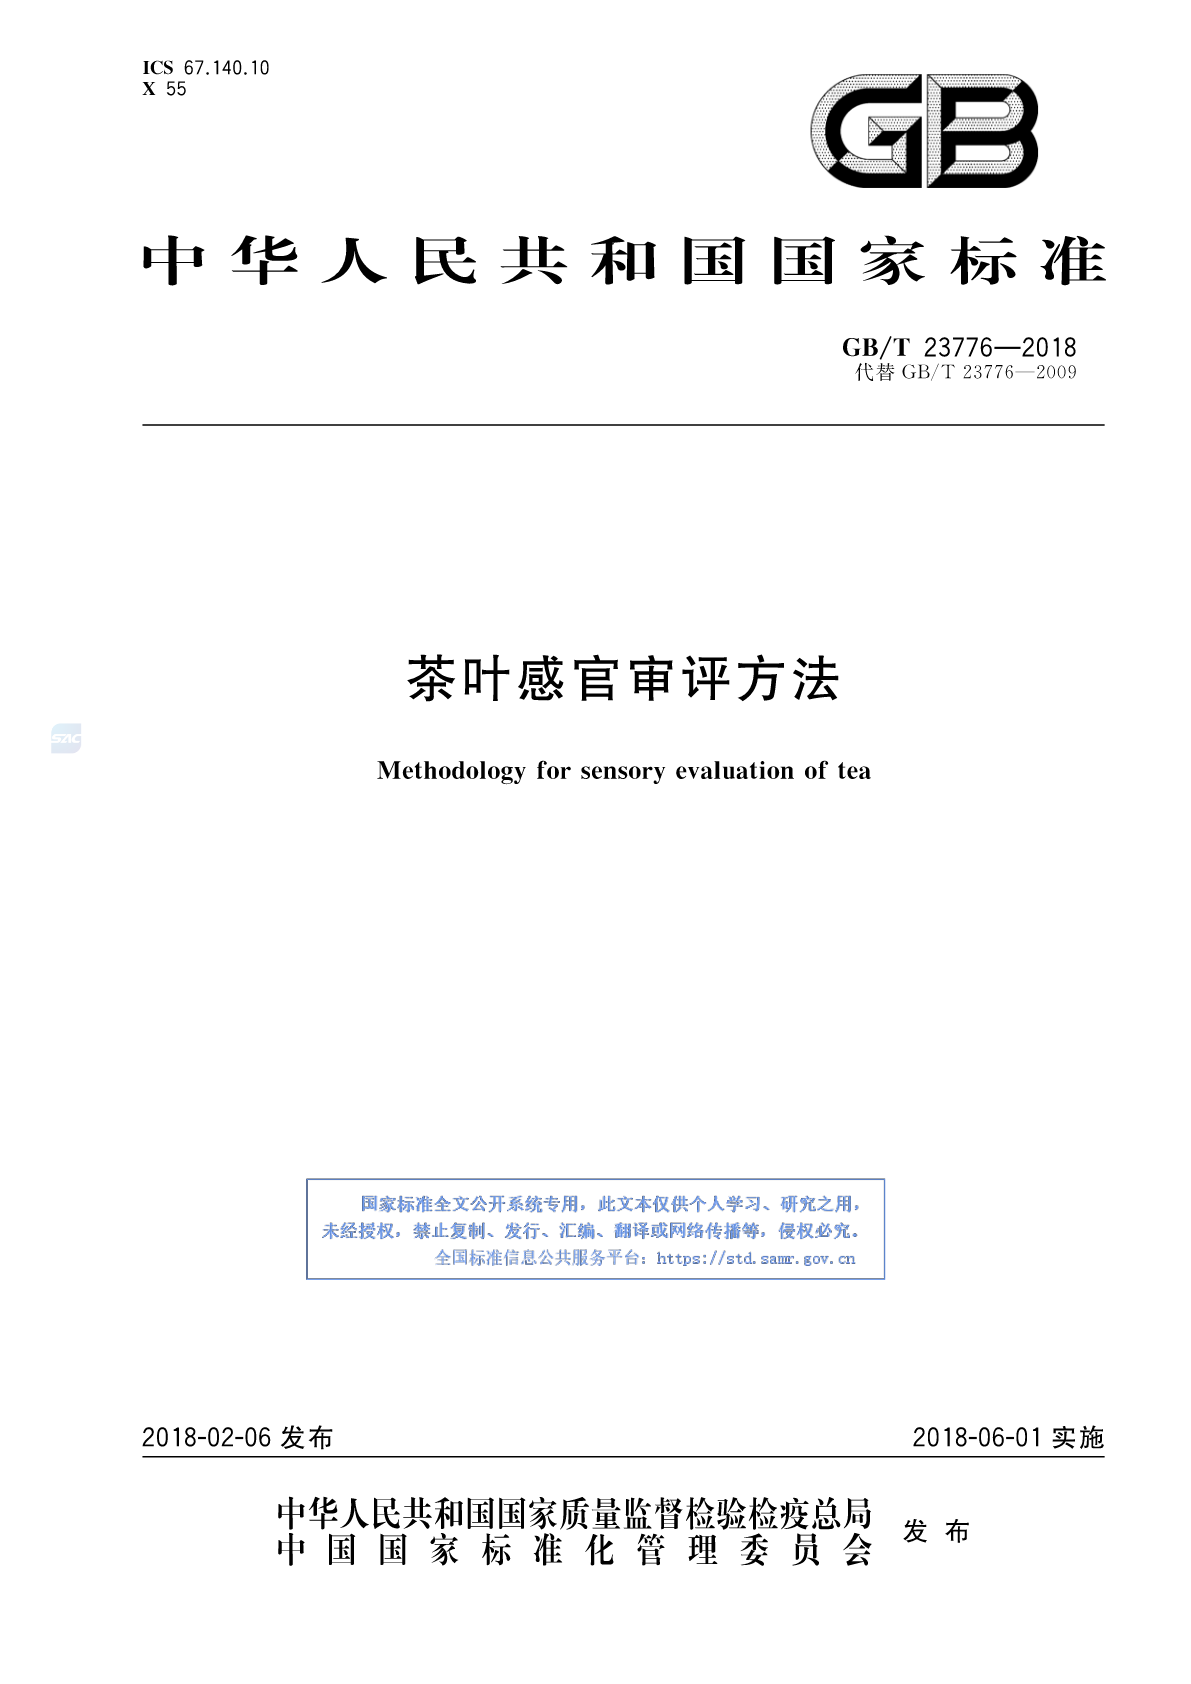 ICS 67.140.10
X 55
GB
中华人民共和国国家标准
GB/T 23776—2018
代替 GB/T 23776—2009
茶叶感官审评方法
SAC
Methodology for sensory evaluation of tea
国家标准全文公开系统专用，此文本仅供个人学习、研究之用，
未经授权，禁止复制、发行、汇编、翻译或网络传播等，侵权必究。
全国标准信息公共服务平台：https://std.samr.gov.cn
2018-02-06 发布
2018-06-01 实施
中华人民共和国国家质量监督检验检疫总局
中国国家标准化管理委员会
发布